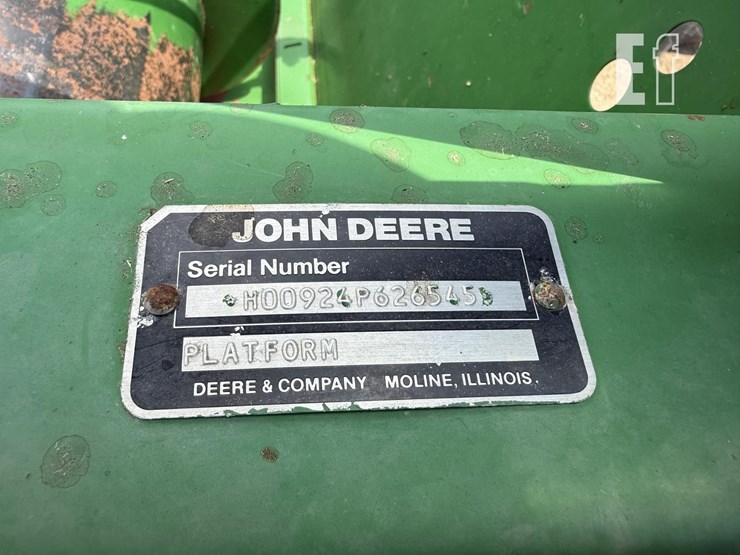 Ef
JOHN DEERE
Serial Number
H00924P626545
PLATFORM
DEERE & COMPANY MOLINE, ILLINOIS.